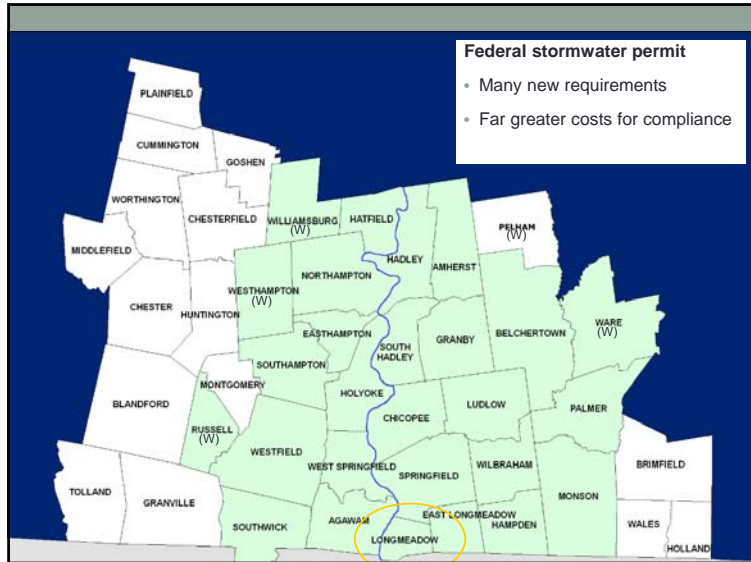 Federal stormwater permit
• Many new requirements
• Far greater costs for compliance
PLAINFIELD
CUMMINGTON
GOSHEN
WORTHINGTON
CHESTERFIELD
WILLIAMSBURG
(W)
HATFIELD
PELHAM
(W)
MIDDLEFIELD
HADLEY
AMHERST
NORTHAMPTON
WESTHAMPTON
(W)
CHESTER
HUNTINGTON
WARE
(W)
EASTHAMPTON
SOUTH
HADLEY
GRANBY
BELCHERTOWN
SOUTHAMPTON
MONTGOMERY
HOLYOKE
BLANDFORD
CHICOPEE
LUDLOW
PALMER
RUSSELL
(W)
WESTFIELD
WEST SPRINGFIELD
SPRINGFIELD
WILBRAHAM
BRIMFIELD
TOLLAND
GRANVILLE
MONSON
SOUTHWICK
AGAWAM
EAST LONGMEADOW
HAMPDEN
WALES
LONGMEADOW
HOLLAND